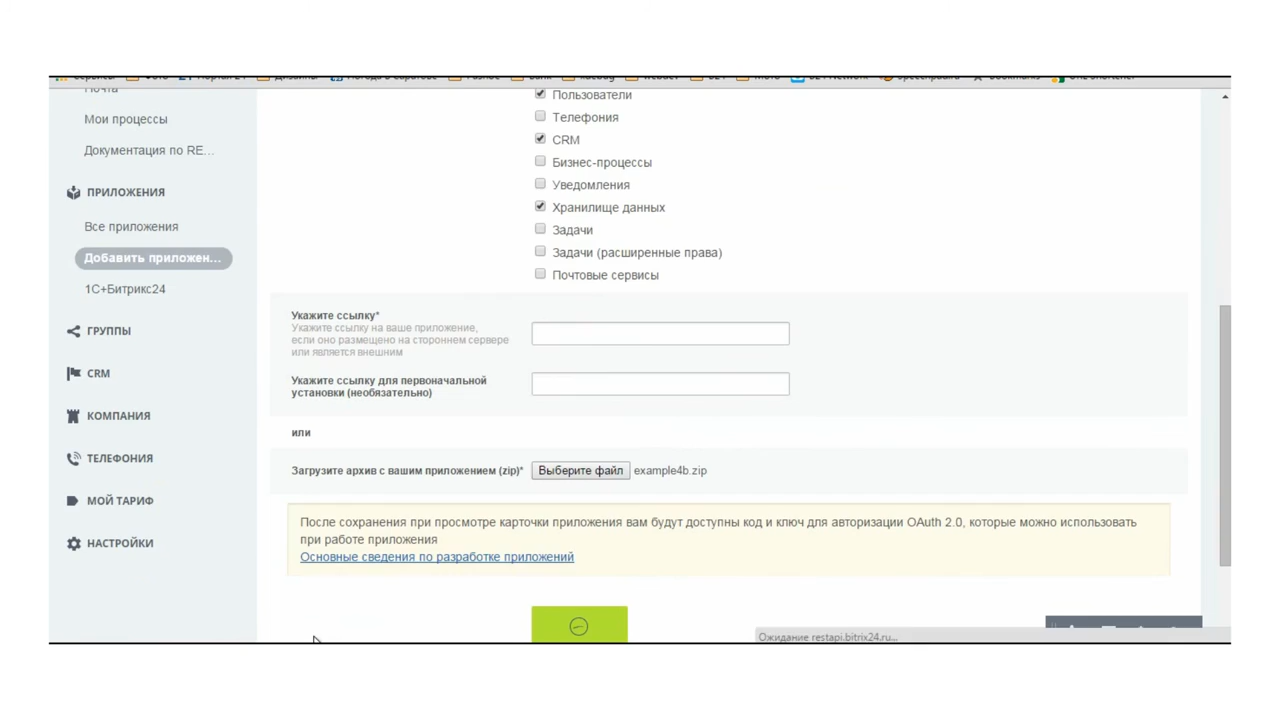 Почта
Мои процессы
Документация по RE...
ПРИЛОЖЕНИЯ
Все приложения
Добавить приложен...
1С+Битрикс24
ГРУППЫ
CRM
КОМПАНИЯ
ТЕЛЕФОНИЯ
МОЙ ТАРИФ
НАСТРОЙКИ
Пользователи
Телефония
CRM
Бизнес-процессы
Уведомления
Хранилище данных
Задачи
Задачи (расширенные права)
Почтовые сервисы
Укажите ссылку*
Укажите ссылку на ваше приложение,
если оно размещено на стороннем сервере
или является внешним
Укажите ссылку для первоначальной
установки (необязательно)
или
Загрузите архив с вашим приложением (zip)* Выберите файл example4b.zip
После сохранения при просмотре карточки приложения вам будут доступны код и ключ для авторизации OAuth 2.0, которые можно использовать
при работе приложения
Основные сведения по разработке приложений
Ожидание restapi.bitrix24.ru...